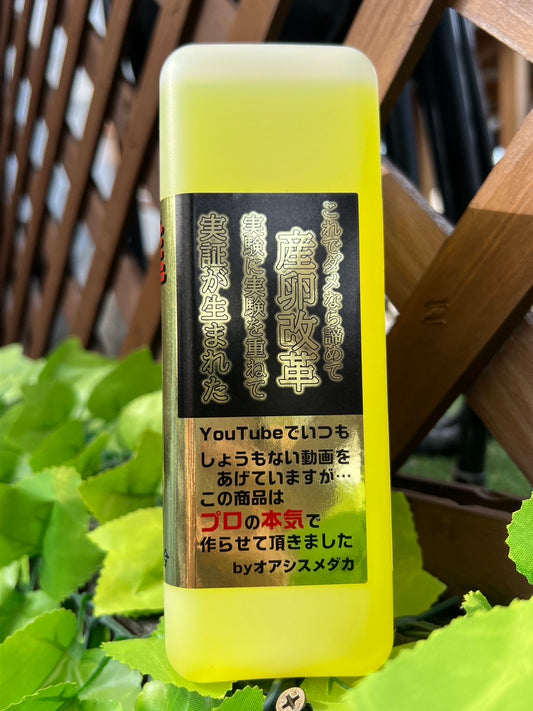 これでダメなら諦めて
産卵改革
実験に実験を重ねて
実証が生まれた
YouTubeでいつも
しょうもない動画を
あげていますが…
この商品は
プロの本気で
作らせて頂きました
byオアシスメダカ